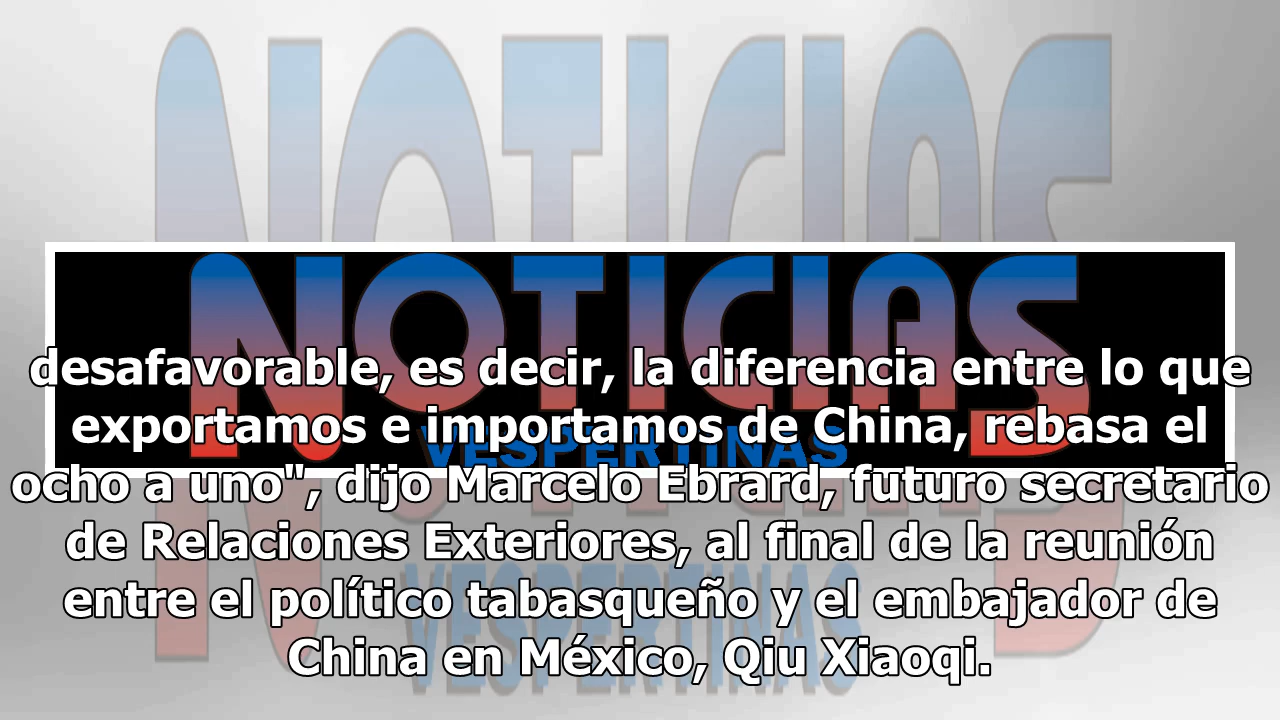 NOTICIAS
VESPERTINAS
desafavorable, es decir, la diferencia entre lo que
exportamos e importamos de China, rebasa el
ocho a uno", dijo Marcelo Ebrard, futuro secretario
de Relaciones Exteriores, al final de la reunión
entre el político tabasqueño y el embajador de
China en México, Qiu Xiaoqi.
NOTICIAS
VESPERTINAS